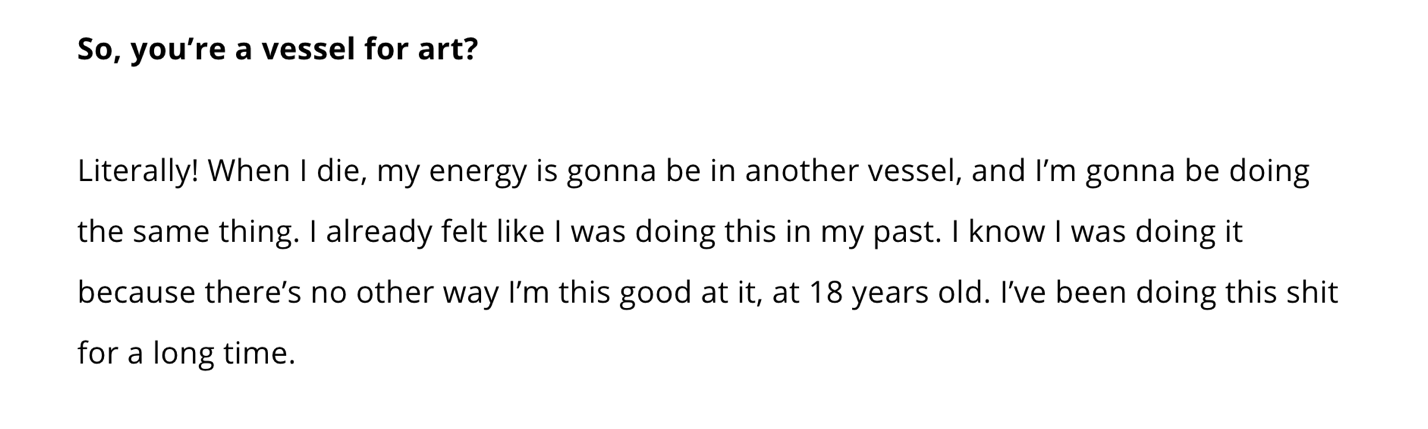 So, you’re a vessel for art?
Literally! When I die, my energy is gonna be in another vessel, and I’m gonna be doing
the same thing. I already felt like I was doing this in my past. I know I was doing it
because there’s no other way I’m this good at it, at 18 years old. I’ve been doing this shit
for a long time.